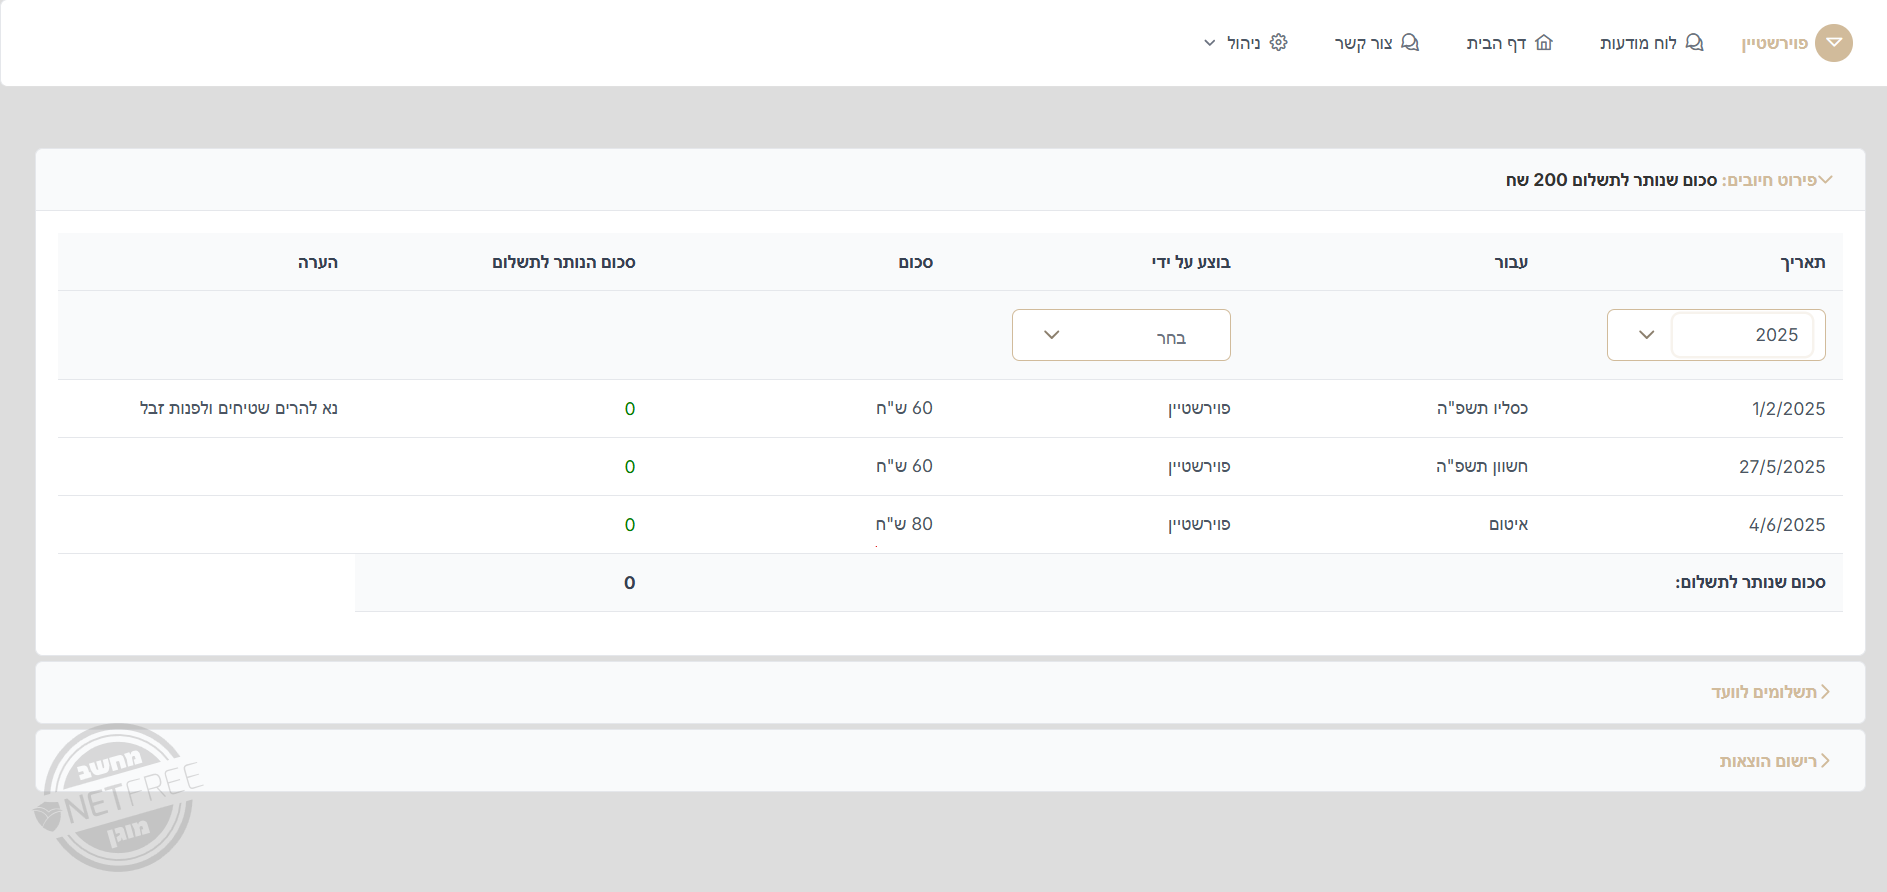 פוירשטיין
לוח מודעות
דף הבית
צור קשר
ניהול
פירוט חיובים: סכום שנותר לתשלום 200 שח
תאריך עבור בוצע על ידי סכום סכום הנותר לתשלום הערה
2025 בחר
1/2/2025 כסליו תשפ"ה פוירשטיין 60 ש"ח 0 נא להרים שטיחים ולפנות זבל
27/5/2025 חשוון תשפ"ה פוירשטיין 60 ש"ח 0
4/6/2025 איטום פוירשטיין 80 ש"ח 0
סכום שנותר לתשלום: 0
תשלומים לוועד
רישום הוצאות
מחשב
NETFREE
מוגן